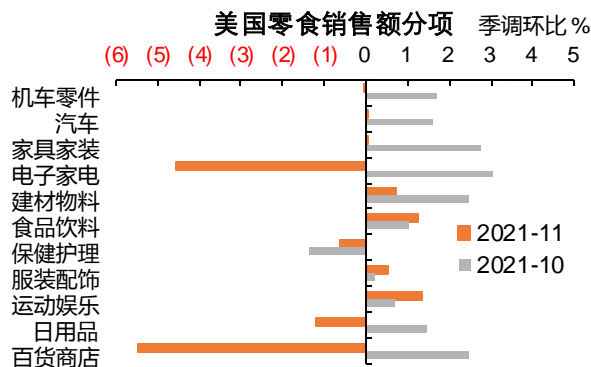 美国零食销售额分项 季调环比 %
(6) (5) (4) (3) (2) (1) 0 1 2 3 4 5
机车零件
汽车
家具家装
电子家电
建材物料
食品饮料
保健护理
服装配饰
运动娱乐
日用品
百货商店
2021-11
2021-10